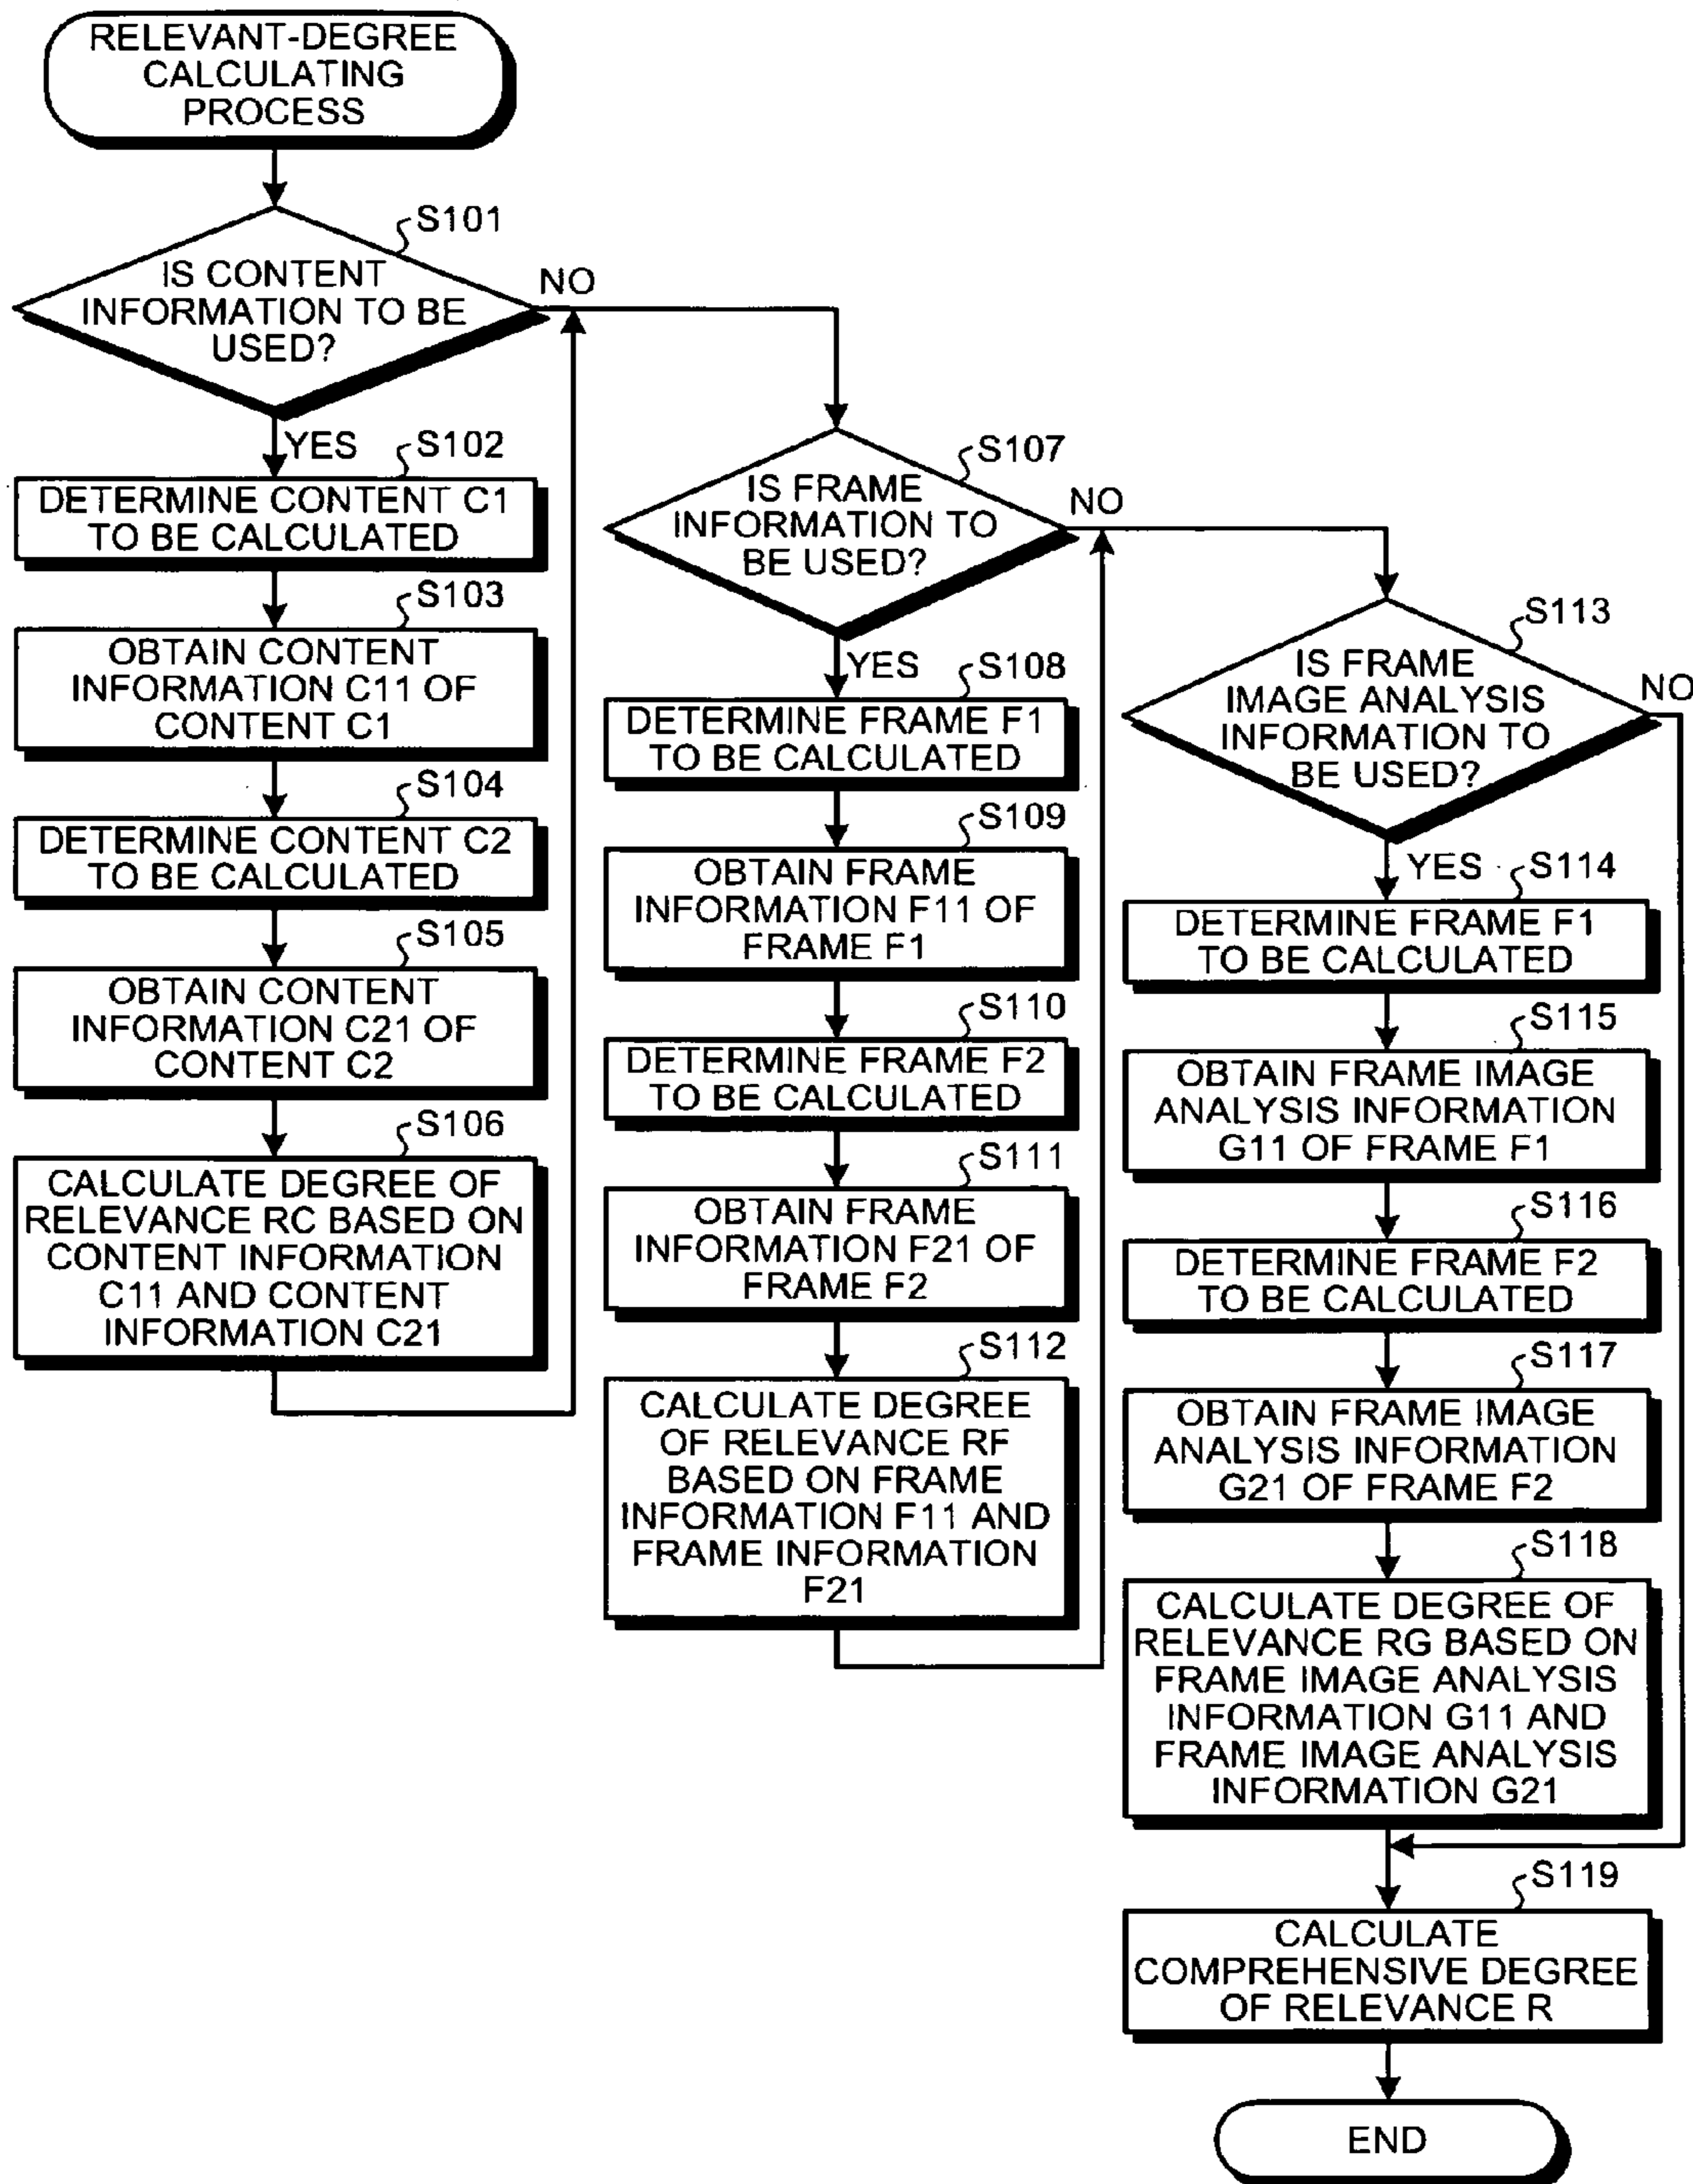 RELEVANT-DEGREE
CALCULATING
PROCESS
S101
IS CONTENT
INFORMATION TO BE
USED?
NO
YES
S102
DETERMINE CONTENT C1
TO BE CALCULATED
S103
OBTAIN CONTENT
INFORMATION C11 OF
CONTENT C1
S104
DETERMINE CONTENT C2
TO BE CALCULATED
S105
OBTAIN CONTENT
INFORMATION C21 OF
CONTENT C2
S106
CALCULATE DEGREE OF
RELEVANCE RC BASED ON
CONTENT INFORMATION
C11 AND CONTENT
INFORMATION C21
S107
IS FRAME
INFORMATION TO
BE USED?
NO
YES
S108
DETERMINE FRAME F1
TO BE CALCULATED
S109
OBTAIN FRAME
INFORMATION F11 OF
FRAME F1
S110
DETERMINE FRAME F2
TO BE CALCULATED
S111
OBTAIN FRAME
INFORMATION F21 OF
FRAME F2
S112
CALCULATE DEGREE
OF RELEVANCE RF
BASED ON FRAME
INFORMATION F11 AND
FRAME INFORMATION
F21
S113
IS FRAME
IMAGE ANALYSIS
INFORMATION TO
BE USED?
NO
YES
S114
DETERMINE FRAME F1
TO BE CALCULATED
S115
OBTAIN FRAME IMAGE
ANALYSIS INFORMATION
G11 OF FRAME F1
S116
DETERMINE FRAME F2
TO BE CALCULATED
S117
OBTAIN FRAME IMAGE
ANALYSIS INFORMATION
G21 OF FRAME F2
S118
CALCULATE DEGREE OF
RELEVANCE RG BASED ON
FRAME IMAGE ANALYSIS
INFORMATION G11 AND
FRAME IMAGE ANALYSIS
INFORMATION G21
S119
CALCULATE
COMPREHENSIVE DEGREE
OF RELEVANCE R
END